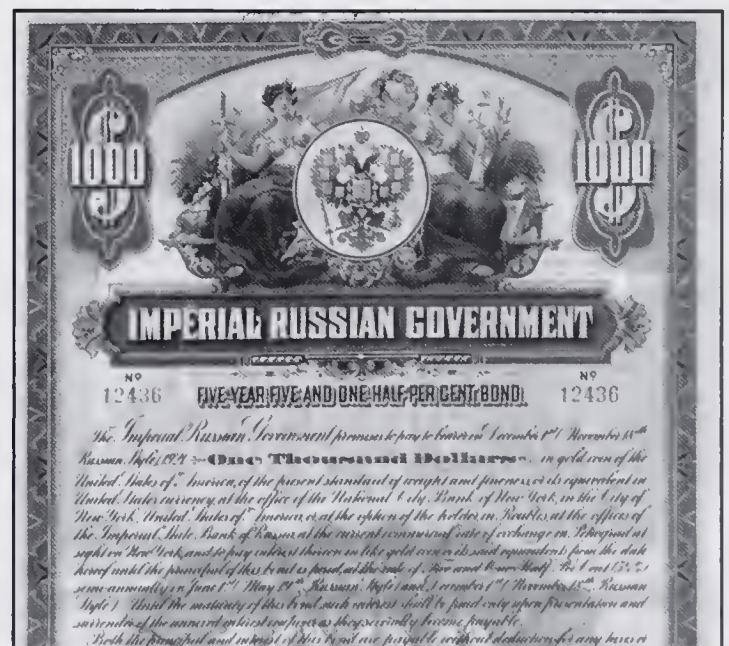 1000 1000
IMPERIAL RUSSIAN GOVERNMENT
Nº Nº
12436 FIVE-YEAR FIVE AND ONE-HALF PER CENT BOND. 12436
The Imperial Russian Government promises to pay to bearer on December 1st (November 18th
Russian Style) 1921 One Thousand Dollars in gold coin of the
United States of America, of the present standard of weight and fineness, or its equivalent in
United States currency, at the office of the National City Bank of New York, in the City of
New York, United States of America, or, at the option of the holder, in Roubles, at the offices of
the Imperial State Bank of Russia, at the current commercial rate of exchange in Petrograd at
sight on New York, and to pay interest thereon in like gold coin or its said equivalents from the date
hereof until the principal of this bond is paid, at the rate of Five and One-Half Per Cent (5½%)
semi-annually on June 1st (May 19th Russian Style) and December 1st (November 18th Russian
Style). Until the maturity of this bond such interest shall be paid only upon presentation and
surrender of the annexed interest coupons as they severally become payable.
Both the principal and interest of this bond are payable without deduction for any taxes or